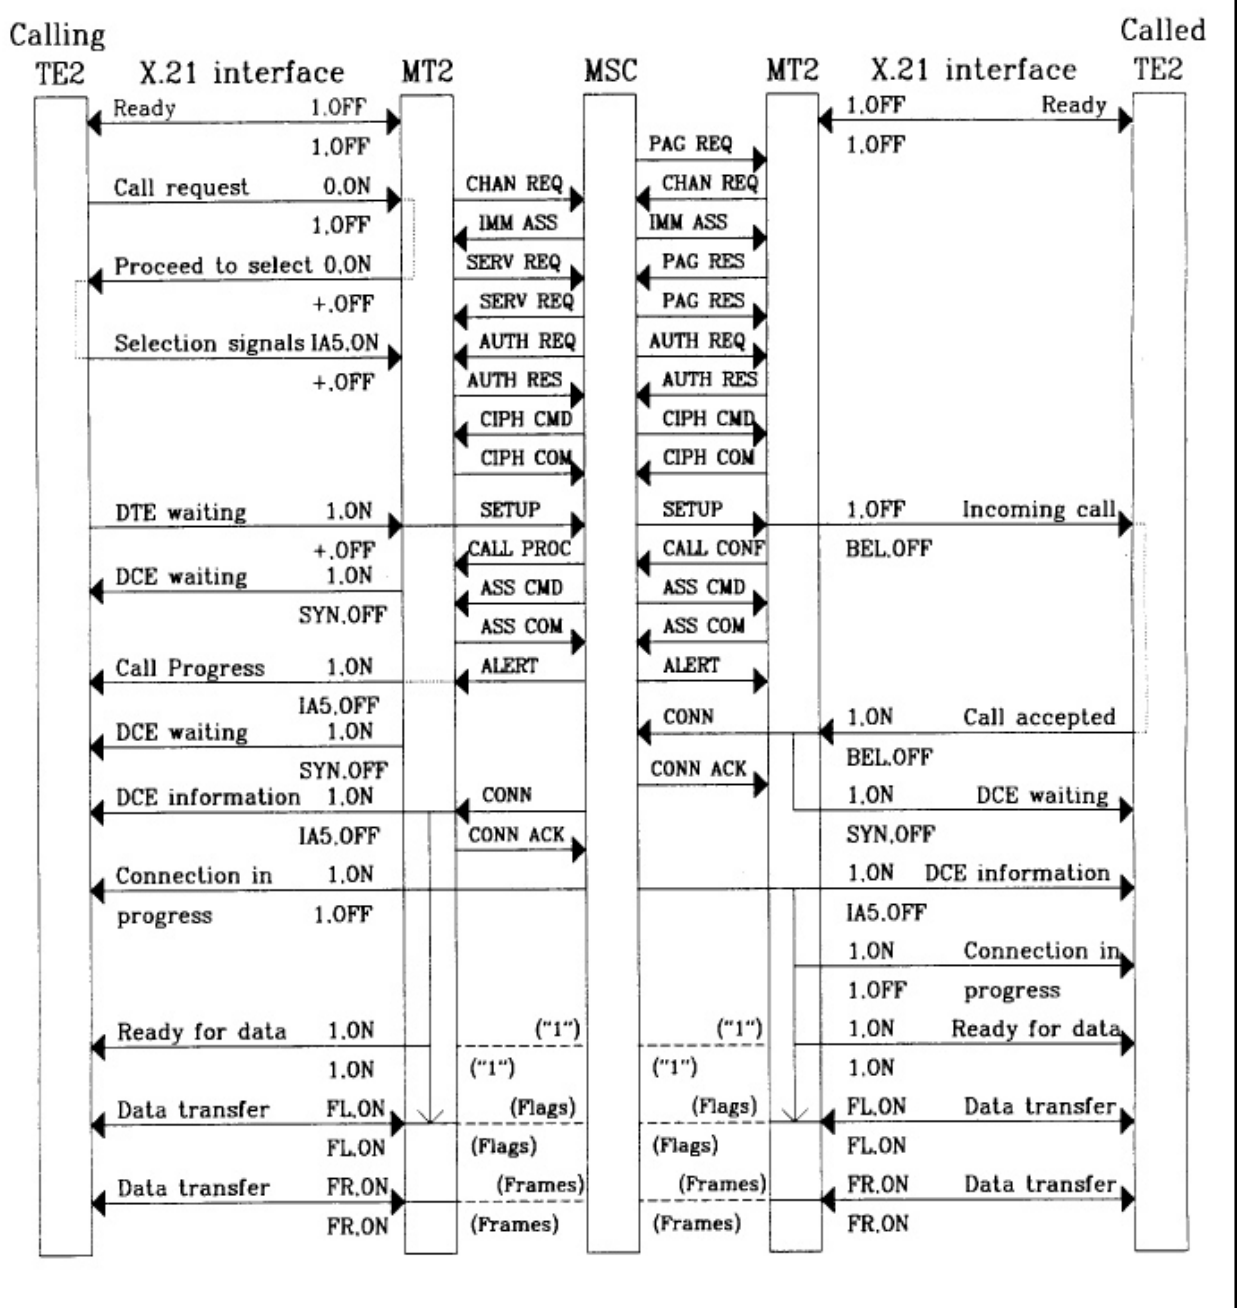 Calling Called
TE2 X.21 interface MT2 MSC MT2 X.21 interface TE2
Ready 1.OFF 1.OFF Ready
1.OFF PAG REQ 1.OFF
Call request 0.ON CHAN REQ CHAN REQ
1.OFF IMM ASS IMM ASS
Proceed to select 0.ON SERV REQ PAG RES
+.OFF SERV REQ PAG RES
Selection signals IA5.ON AUTH REQ AUTH REQ
+.OFF AUTH RES AUTH RES
CIPH CMD CIPH CMD
CIPH COM CIPH COM
DTE waiting 1.ON SETUP SETUP 1.OFF Incoming call
+.OFF CALL PROC CALL CONF BEL.OFF
DCE waiting 1.ON ASS CMD ASS CMD
SYN.OFF ASS COM ASS COM
Call Progress 1.ON ALERT ALERT
IA5.OFF CONN 1.ON Call accepted
DCE waiting 1.ON BEL.OFF
SYN.OFF CONN ACK
DCE information 1.ON CONN 1.ON DCE waiting
IA5.OFF CONN ACK SYN.OFF
Connection in 1.ON 1.ON DCE information
progress 1.OFF IA5.OFF
1.ON Connection in
1.OFF progress
Ready for data 1.ON ("1") ("1") 1.ON Ready for data
1.ON ("1") ("1") 1.ON
Data transfer FL.ON (Flags) (Flags) FL.ON Data transfer
FL.ON (Flags) (Flags) FL.ON
Data transfer FR.ON (Frames) (Frames) FR.ON Data transfer
FR.ON (Frames) (Frames) FR.ON